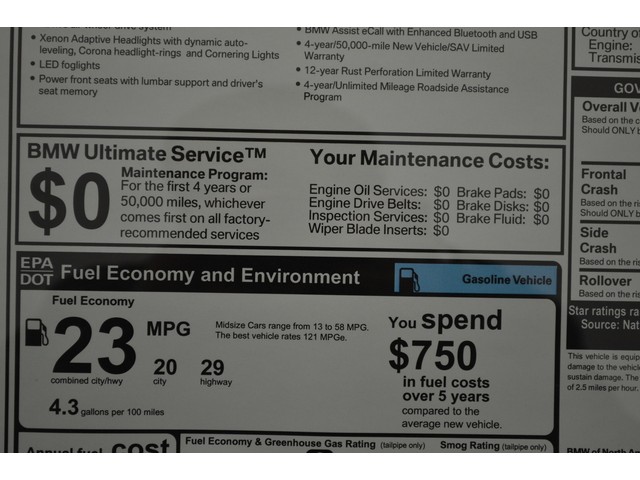 • Xenon Adaptive Headlights with dynamic auto-
leveling, Corona headlight-rings and Cornering Lights
• LED foglights
• Power front seats with lumbar support and driver's
seat memory
• BMW Assist eCall with Enhanced Bluetooth and USB
• 4-year/50,000-mile New Vehicle/SAV Limited
Warranty
• 12-year Rust Perforation Limited Warranty
• 4-year/Unlimited Mileage Roadside Assistance
Program
BMW Ultimate Service™
$0
Maintenance Program:
For the first 4 years or
50,000 miles, whichever
comes first on all factory-
recommended services
Your Maintenance Costs:
Engine Oil Services: $0 Brake Pads: $0
Engine Drive Belts: $0 Brake Disks: $0
Inspection Services: $0 Brake Fluid: $0
Wiper Blade Inserts: $0
EPA
DOT
Fuel Economy and Environment
Gasoline Vehicle
Fuel Economy
23 MPG
combined city/hwy
20
city
29
highway
Midsize Cars range from 13 to 58 MPG.
The best vehicle rates 121 MPGe.
4.3 gallons per 100 miles
You spend
$750
in fuel costs
over 5 years
compared to the
average new vehicle.
Annual fuel cost
Fuel Economy & Greenhouse Gas Rating (tailpipe only)
Smog Rating (tailpipe only)
Country of
Engine:
Overall
Based on the
Should ONLY
Frontal
Crash
Based on the
Should ONLY
Side
Crash
Based on the
Rollover
Based on the
Star ratings
Source:
This vehicle is
damage to the
sustain damage. The
of 2.5 miles per hour.
BMW of North